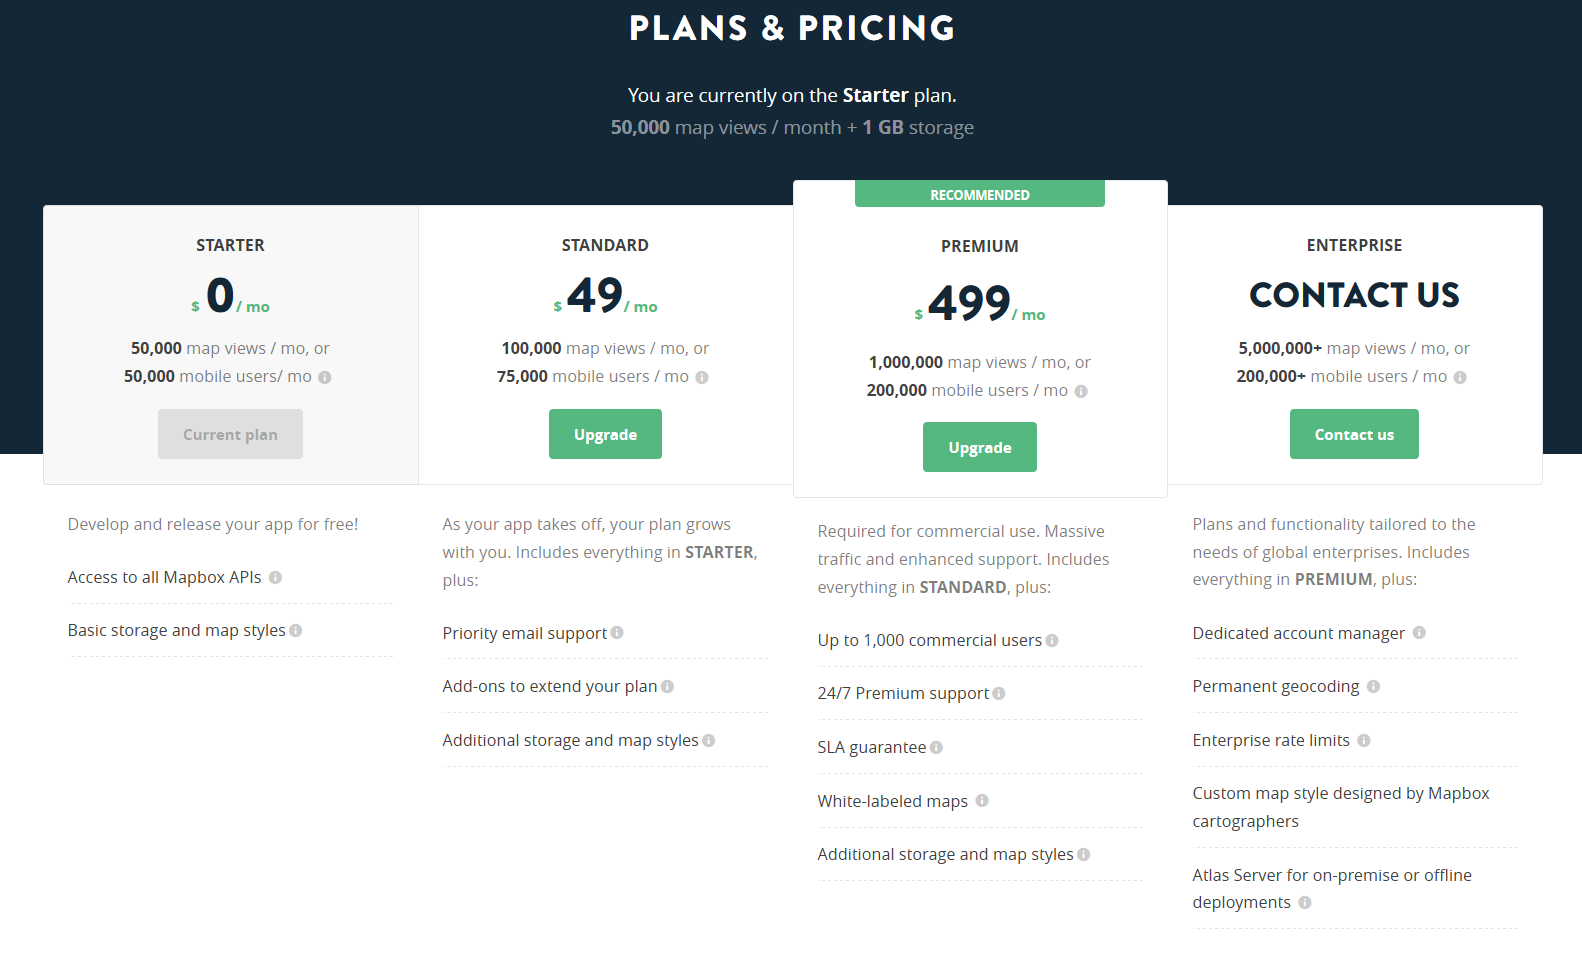 PLANS & PRICING
You are currently on the Starter plan.
50,000 map views / month + 1 GB storage
STARTER
$ 0 / mo
50,000 map views / mo, or
50,000 mobile users/ mo
Current plan
Develop and release your app for free!
Access to all Mapbox APIs
Basic storage and map styles
STANDARD
$ 49 / mo
100,000 map views / mo, or
75,000 mobile users / mo
Upgrade
As your app takes off, your plan grows
with you. Includes everything in STARTER,
plus:
Priority email support
Add-ons to extend your plan
Additional storage and map styles
RECOMMENDED
PREMIUM
$ 499 / mo
1,000,000 map views / mo, or
200,000 mobile users / mo
Upgrade
Required for commercial use. Massive
traffic and enhanced support. Includes
everything in STANDARD, plus:
Up to 1,000 commercial users
24/7 Premium support
SLA guarantee
White-labeled maps
Additional storage and map styles
ENTERPRISE
CONTACT US
5,000,000+ map views / mo, or
200,000+ mobile users / mo
Contact us
Plans and functionality tailored to the
needs of global enterprises. Includes
everything in PREMIUM, plus:
Dedicated account manager
Permanent geocoding
Enterprise rate limits
Custom map style designed by Mapbox
cartographers
Atlas Server for on-premise or offline
deployments